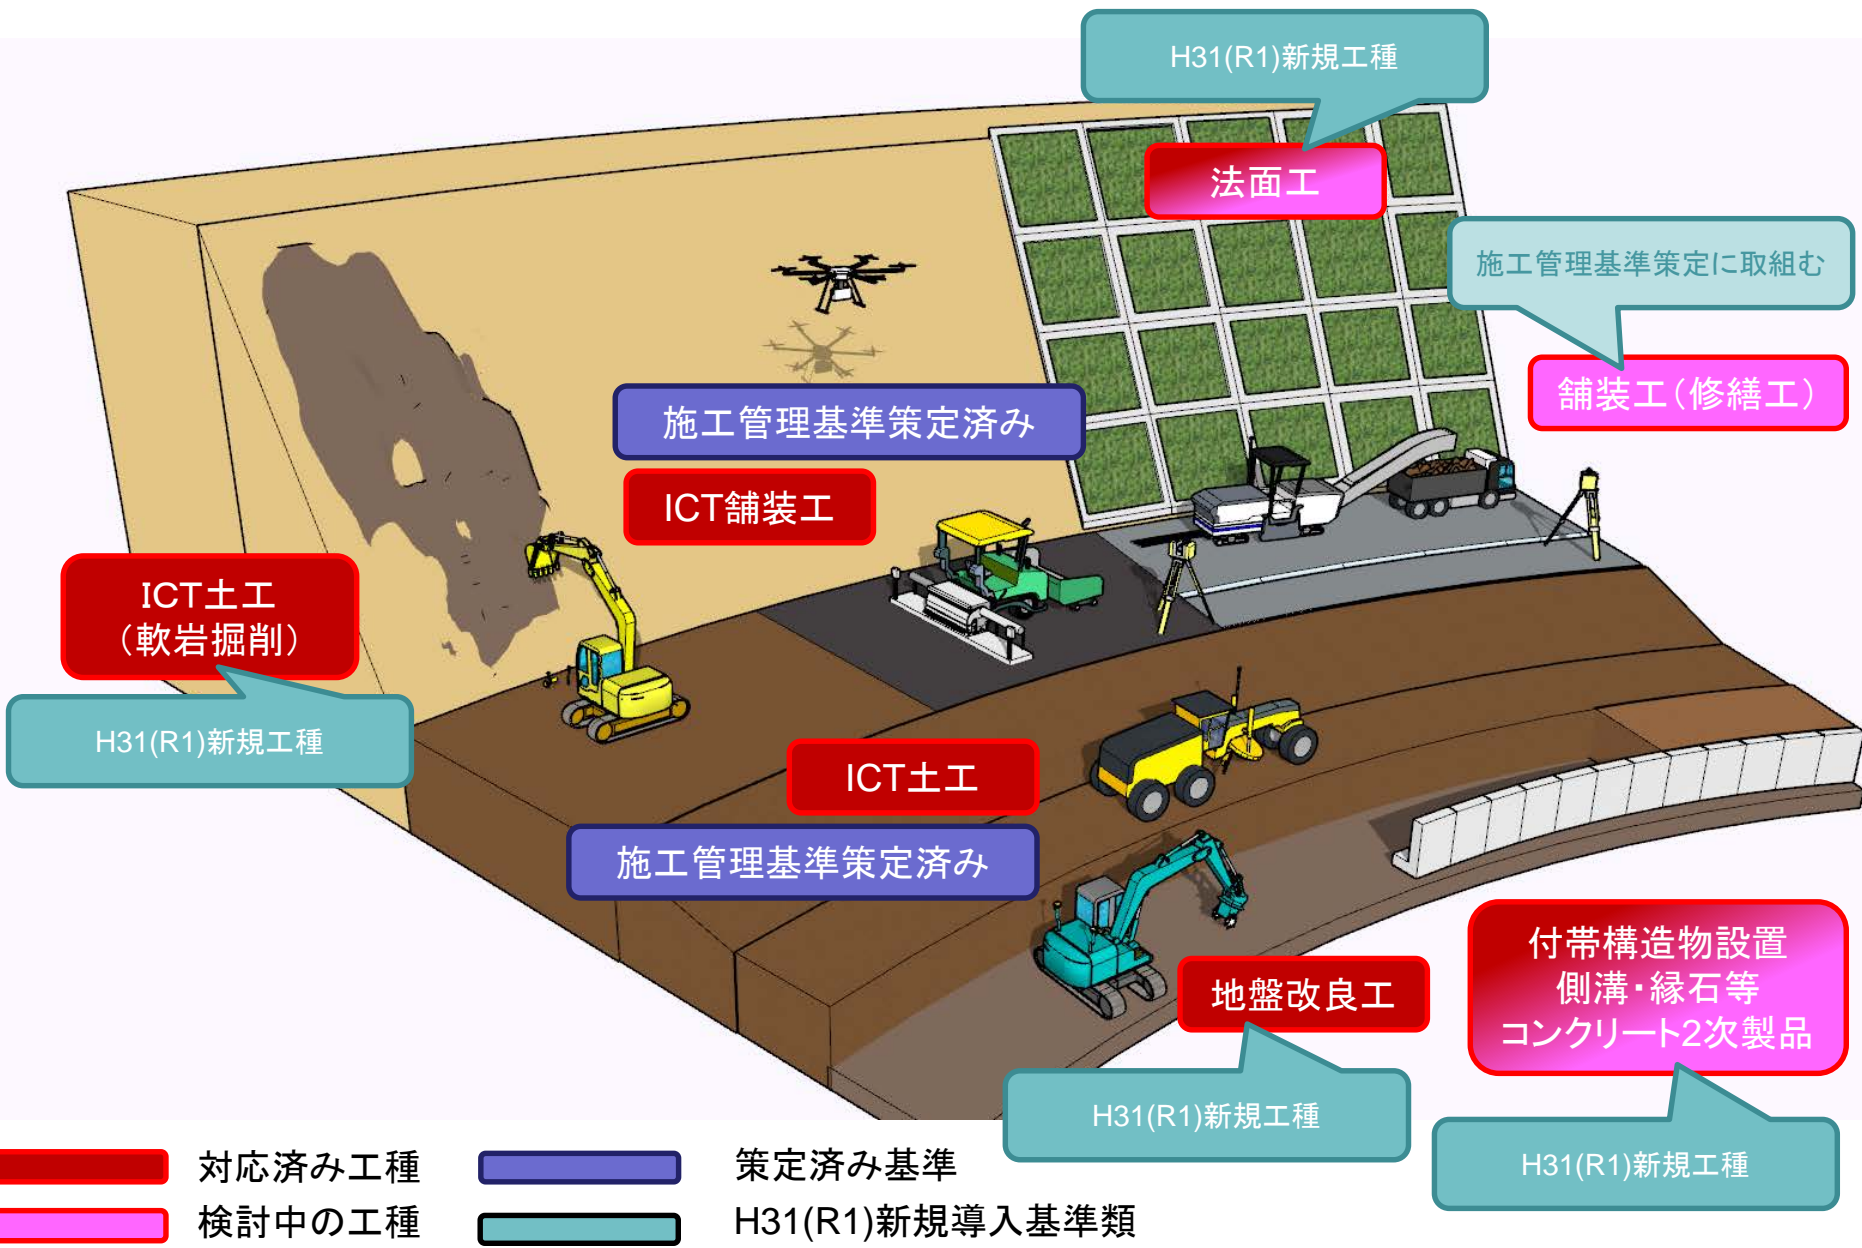 H31(R1)新規工種
法面工
施工管理基準策定に取組む
舗装工(修繕工)
施工管理基準策定済み
ICT舗装工
ICT土工
(軟岩掘削)
H31(R1)新規工種
ICT土工
施工管理基準策定済み
地盤改良工
H31(R1)新規工種
付帯構造物設置
側溝・縁石等
コンクリート2次製品
H31(R1)新規工種
対応済み工種
策定済み基準
検討中の工種
H31(R1)新規導入基準類